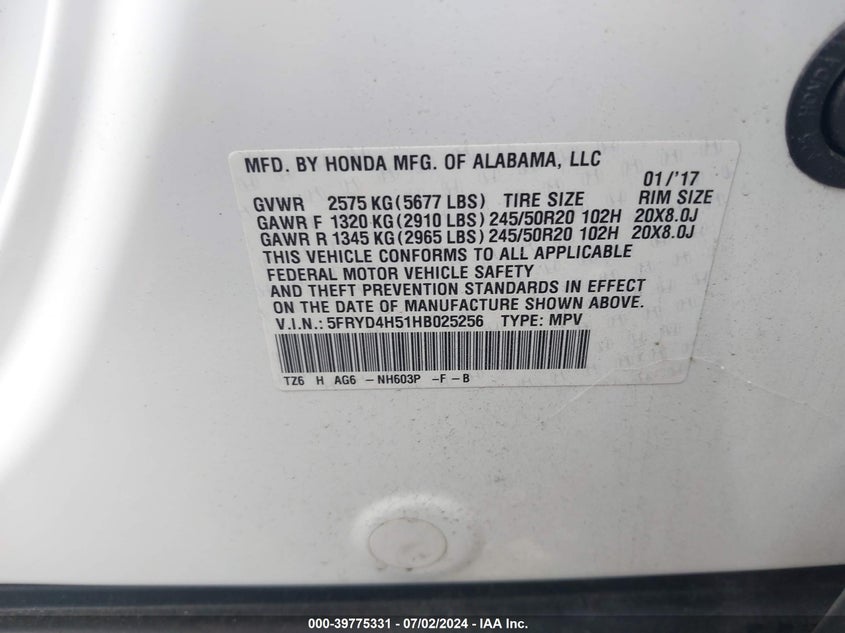 MFD. BY HONDA MFG. OF ALABAMA, LLC
01/'17
GVWR 2575 KG (5677 LBS) TIRE SIZE RIM SIZE
GAWR F 1320 KG (2910 LBS) 245/50R20 102H 20X8.0J
GAWR R 1345 KG (2965 LBS) 245/50R20 102H 20X8.0J
THIS VEHICLE CONFORMS TO ALL APPLICABLE
FEDERAL MOTOR VEHICLE SAFETY
AND THEFT PREVENTION STANDARDS IN EFFECT
ON THE DATE OF MANUFACTURE SHOWN ABOVE.
V.I.N.: 5FRYD4H51HB025256 TYPE: MPV
TZ6 H AG6 -NH603P -F-B
000-39775331 / 07/02/2024 - IAA Inc.